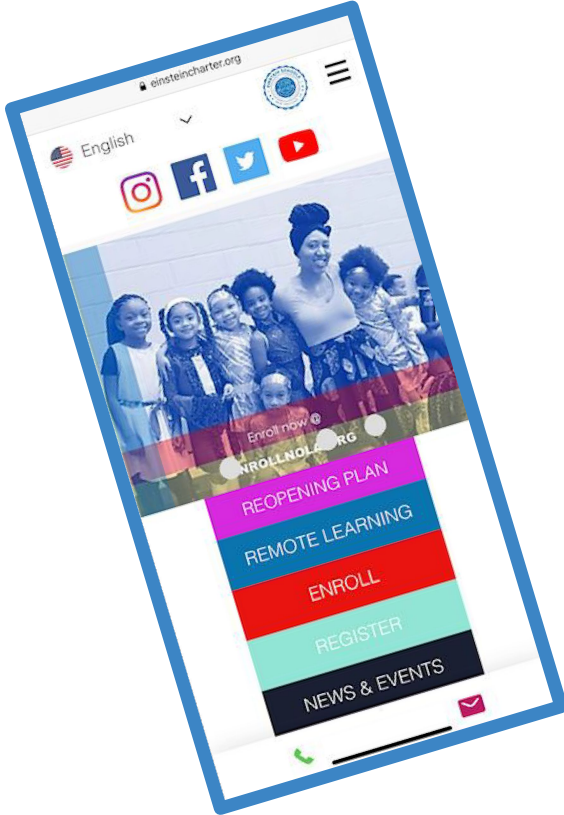 einsteincharter.org
English
Enroll now @
REOPENING PLAN
REMOTE LEARNING
ENROLL
REGISTER
NEWS & EVENTS